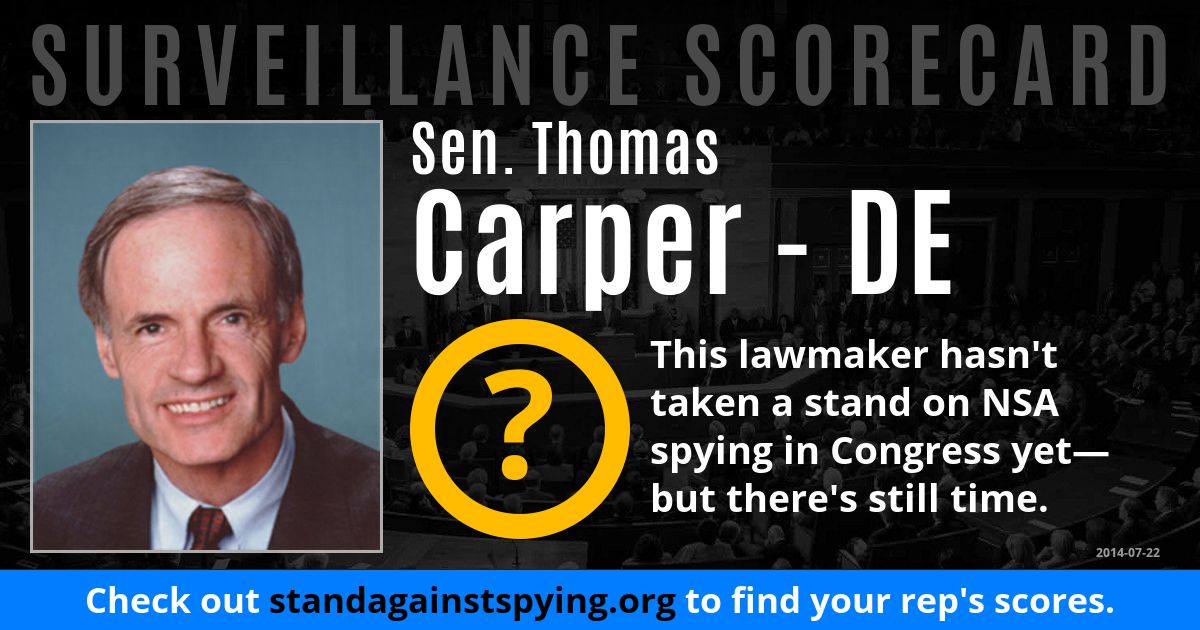 SURVEILLANCE SCORECARD
Sen. Thomas
Carper - DE
?
This lawmaker hasn't
taken a stand on NSA
spying in Congress yet—
but there's still time.
2014-07-22
Check out standagainstspying.org to find your rep's scores.